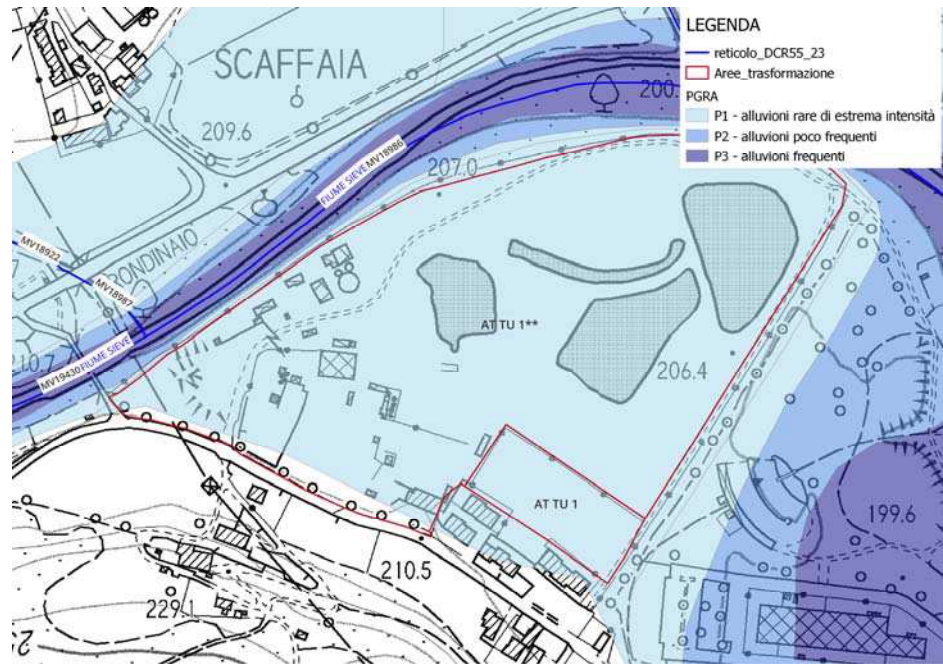 LEGENDA
reticolo_DCR55_23
Aree_trasformazione
PGRA
P1 - alluvioni rare di estrema intensità
P2 - alluvioni poco frequenti
P3 - alluvioni frequenti
SCAFFAIA
209.6
200.
207.0
FIUME SIEVE MV18986
MV18922
RONDINAIO
MV18987
MV19430 FIUME SIEVE
210.7
AT TU 1**
206.4
AT TU 1
199.6
210.5
229.1